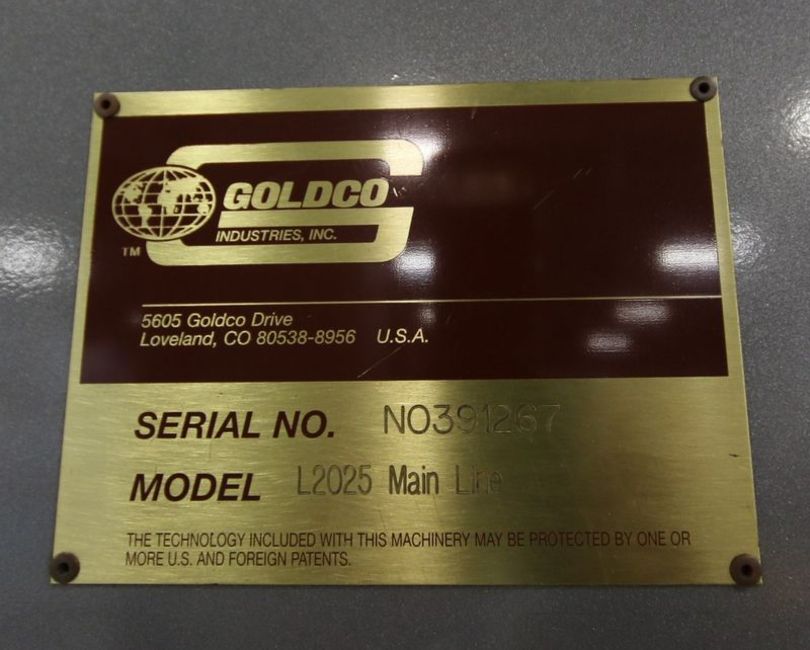 GOLDCO
INDUSTRIES, INC.
TM
5605 Goldco Drive
Loveland, CO 80538-8956 U.S.A.
SERIAL NO. NO391267
MODEL L2025 Main Line
THE TECHNOLOGY INCLUDED WITH THIS MACHINERY MAY BE PROTECTED BY ONE OR
MORE U.S. AND FOREIGN PATENTS.